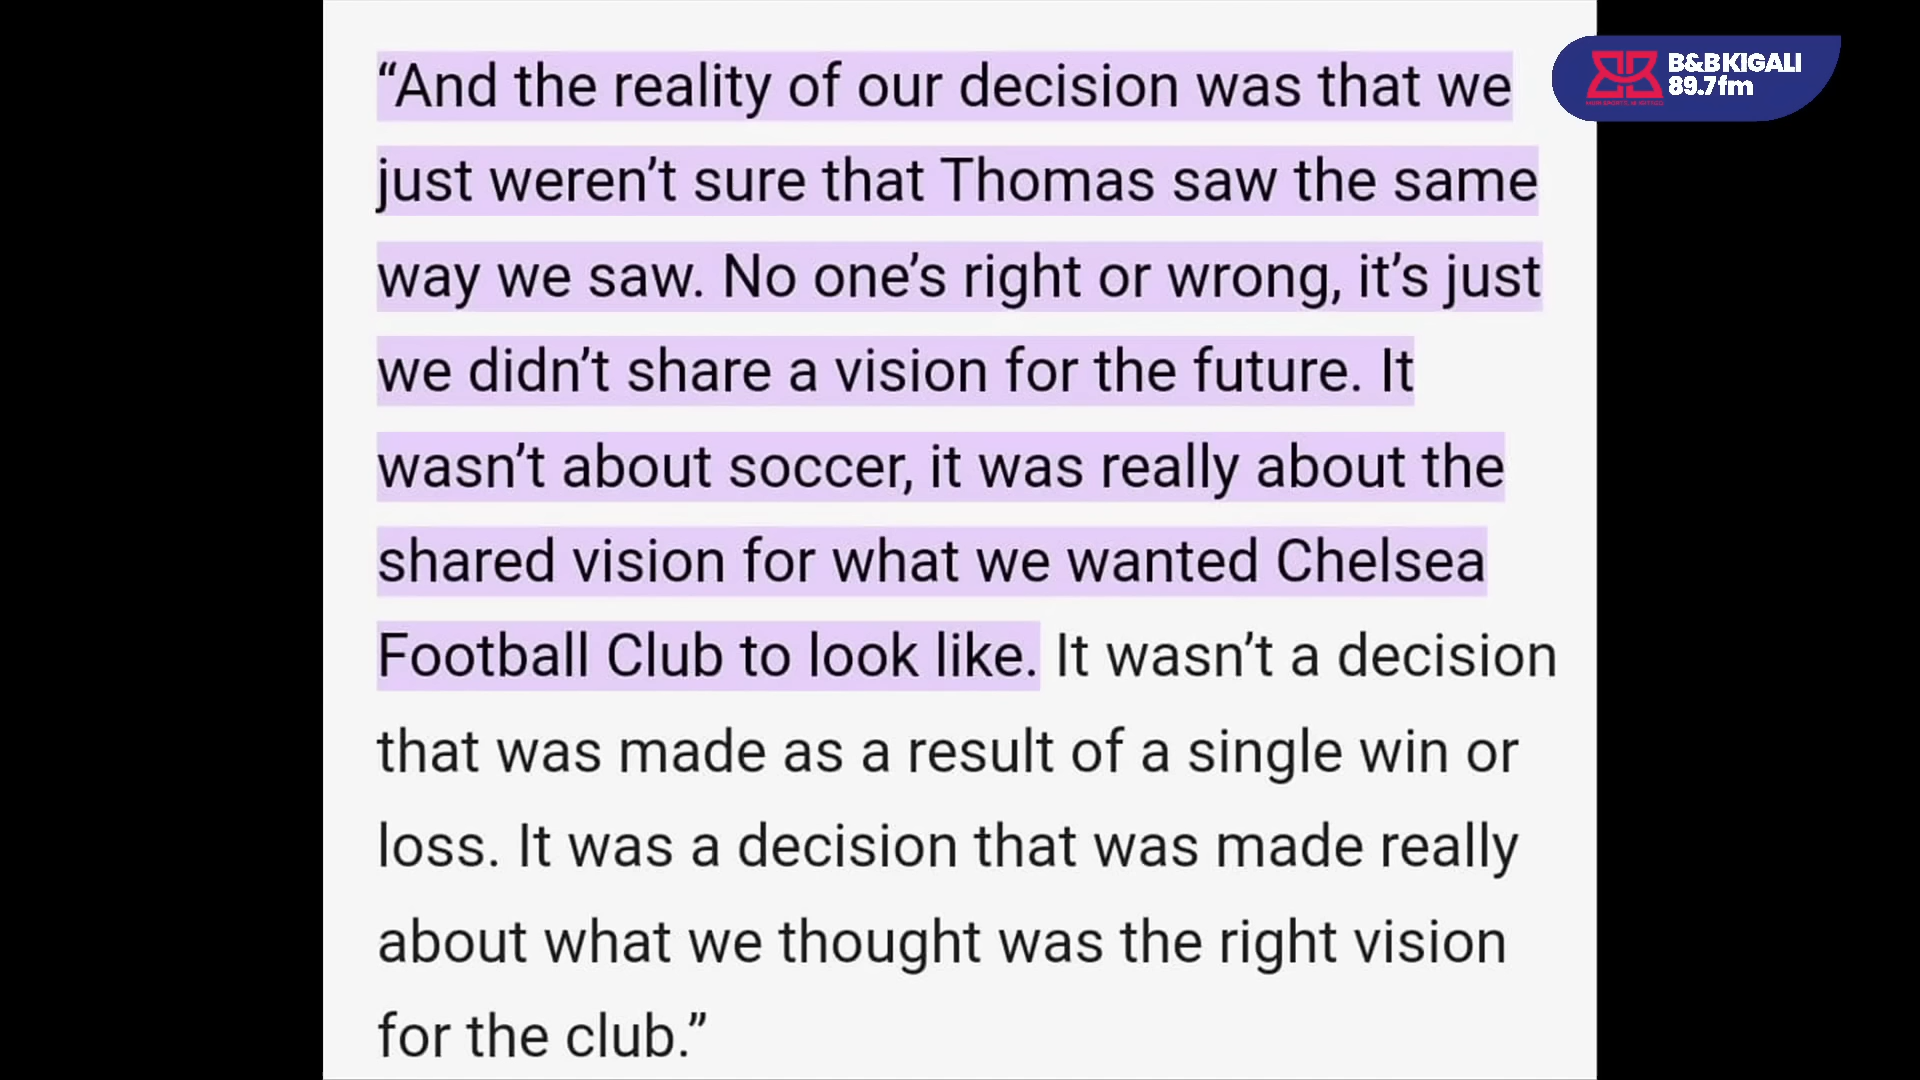 “And the reality of our decision was that we
just weren’t sure that Thomas saw the same
way we saw. No one’s right or wrong, it’s just
we didn’t share a vision for the future. It
wasn’t about soccer, it was really about the
shared vision for what we wanted Chelsea
Football Club to look like. It wasn’t a decision
that was made as a result of a single win or
loss. It was a decision that was made really
about what we thought was the right vision
for the club.”
B&BKIGALI
89.7fm